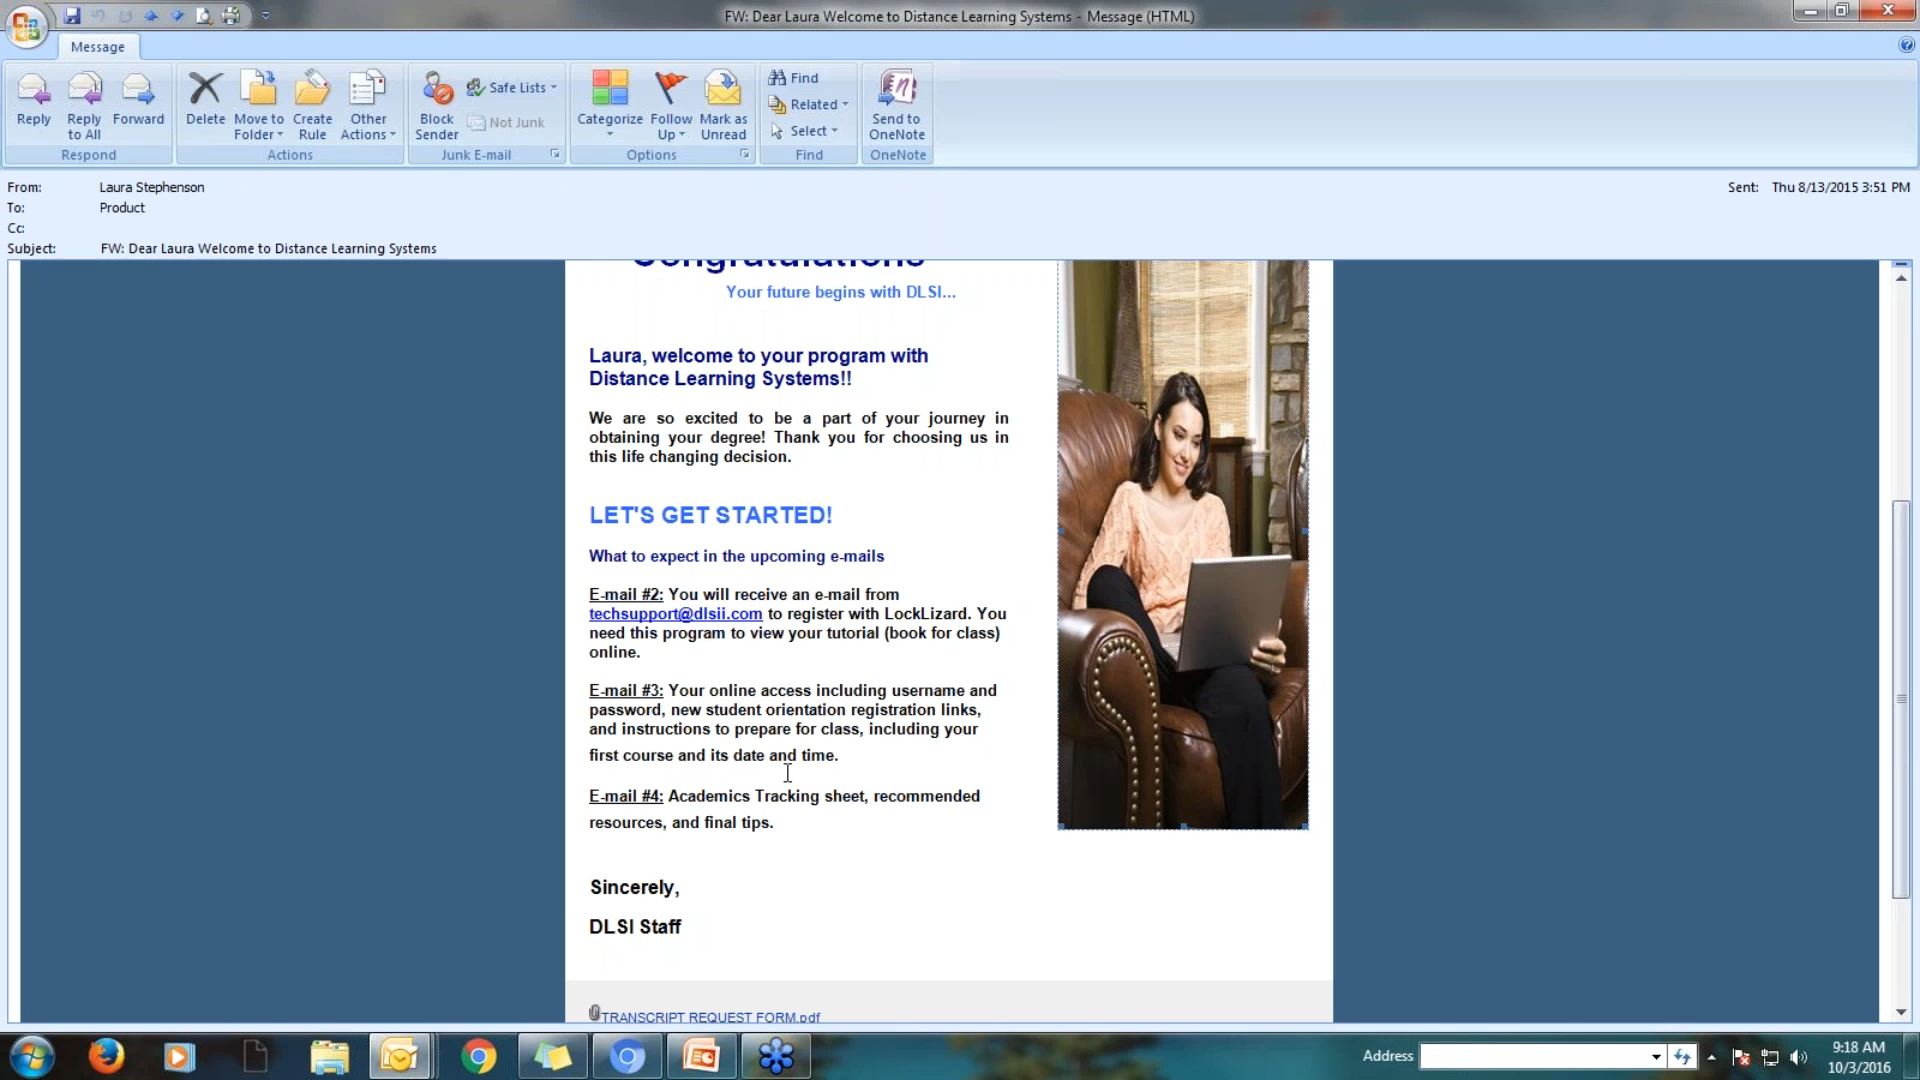 FW: Dear Laura Welcome to Distance Learning Systems - Message (HTML)
Message
Reply
Reply to All
Forward
Respond
Delete
Move to Folder
Create Rule
Other Actions
Actions
Block Sender
Safe Lists
Not Junk
Junk E-mail
Categorize
Follow Up
Mark as Unread
Options
Find
Related
Select
Find
Send to OneNote
OneNote
From: Laura Stephenson
Sent: Thu 8/13/2015 3:51 PM
To: Product
Cc:
Subject: FW: Dear Laura Welcome to Distance Learning Systems
Congratulations
Your future begins with DLSI...
Laura, welcome to your program with
Distance Learning Systems!!
We are so excited to be a part of your journey in
obtaining your degree! Thank you for choosing us in
this life changing decision.
LET'S GET STARTED!
What to expect in the upcoming e-mails
E-mail #2: You will receive an e-mail from
techsupport@dlsii.com to register with LockLizard. You
need this program to view your tutorial (book for class)
online.
E-mail #3: Your online access including username and
password, new student orientation registration links,
and instructions to prepare for class, including your
first course and its date and time.
E-mail #4: Academics Tracking sheet, recommended
resources, and final tips.
Sincerely,
DLSI Staff
TRANSCRIPT REQUEST FORM.pdf
Address
9:18 AM
10/3/2016